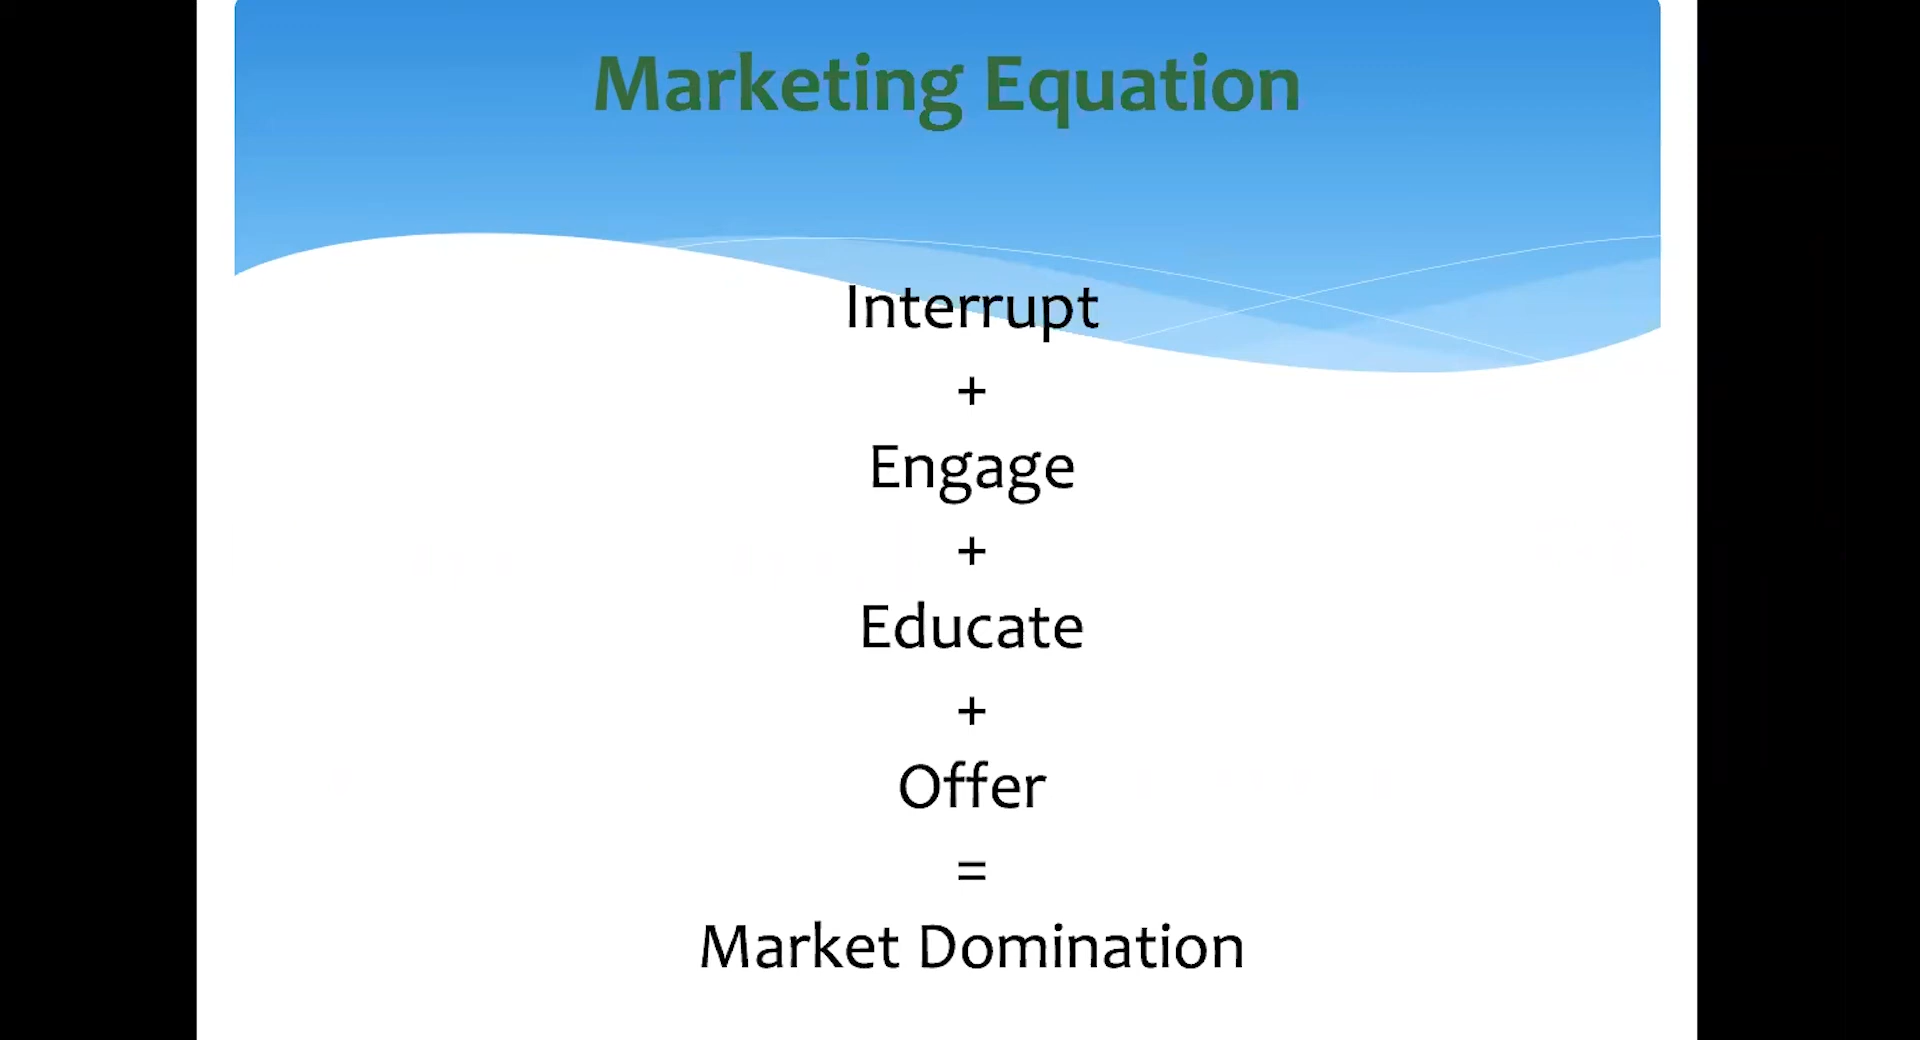 Marketing Equation
Interrupt
+
Engage
+
Educate
+
Offer
=
Market Domination